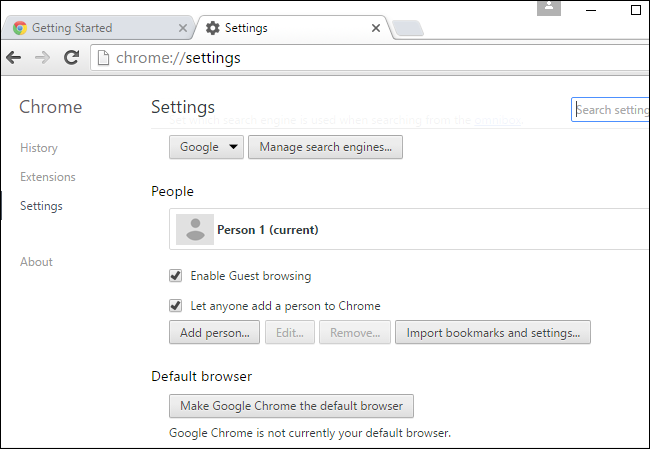 Getting Started
Settings
chrome://settings
Chrome
Settings
Search setting
Set which search engine is used when searching from the omnibox.
History
Google
Manage search engines...
Extensions
People
Settings
Person 1 (current)
About
Enable Guest browsing
Let anyone add a person to Chrome
Add person...
Edit...
Remove...
Import bookmarks and settings...
Default browser
Make Google Chrome the default browser
Google Chrome is not currently your default browser.